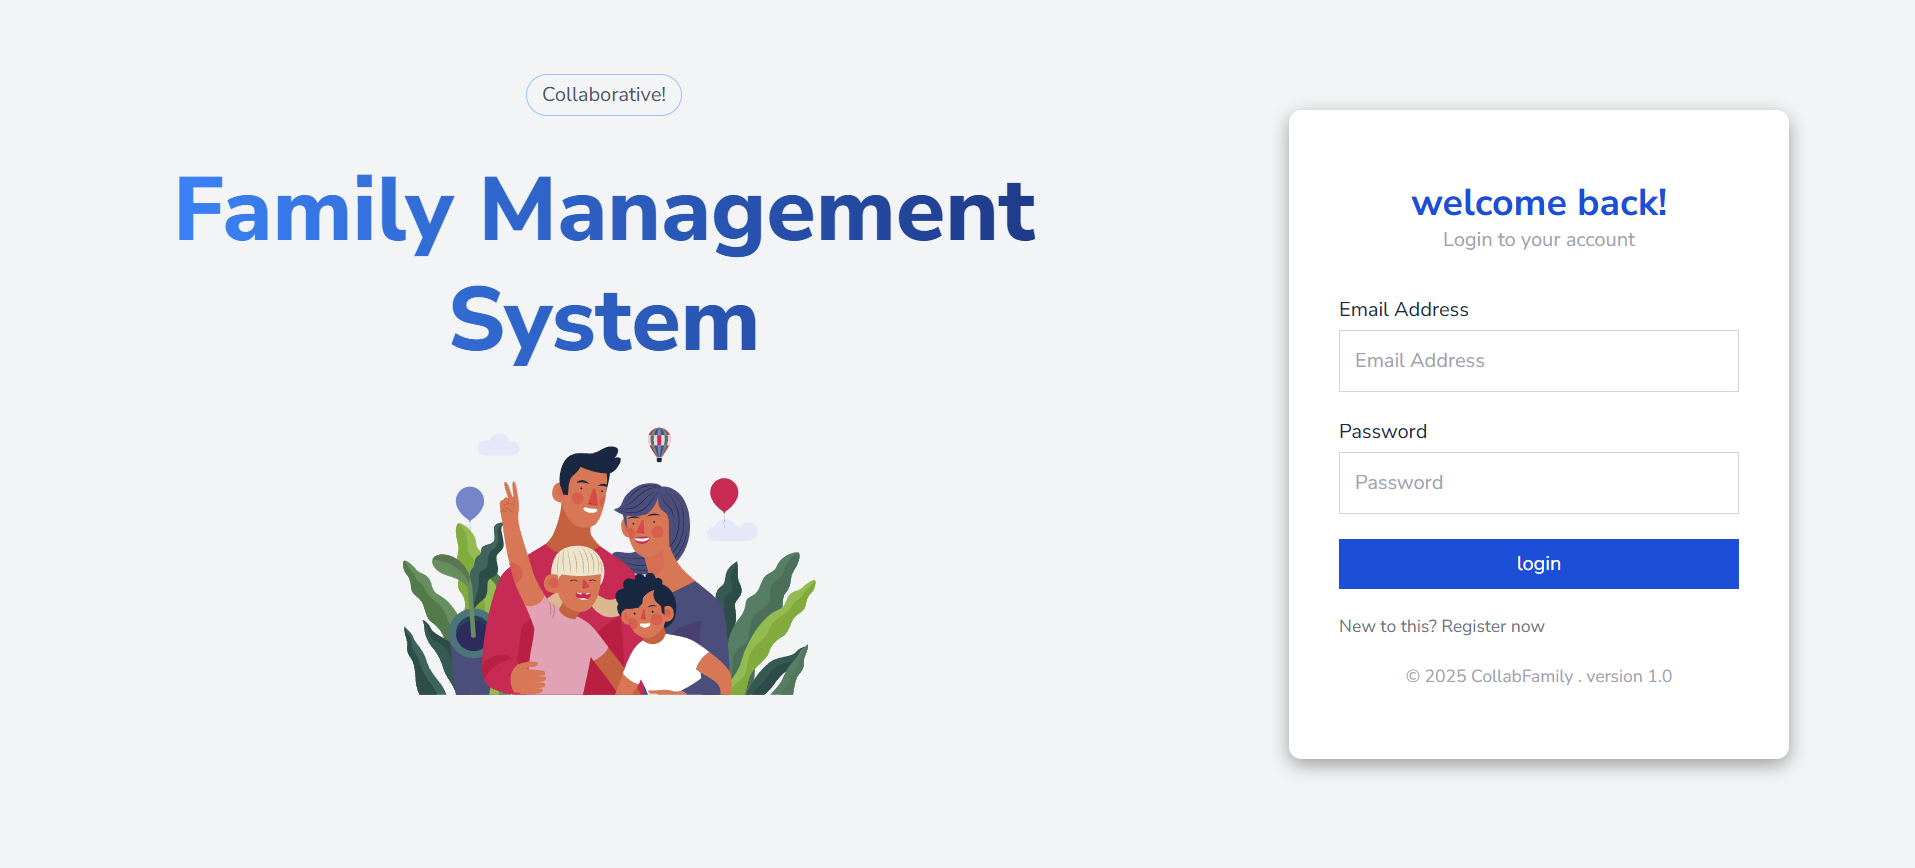 Collaborative!
Family Management
System
welcome back!
Login to your account
Email Address
Email Address
Password
Password
login
New to this? Register now
© 2025 CollabFamily . version 1.0